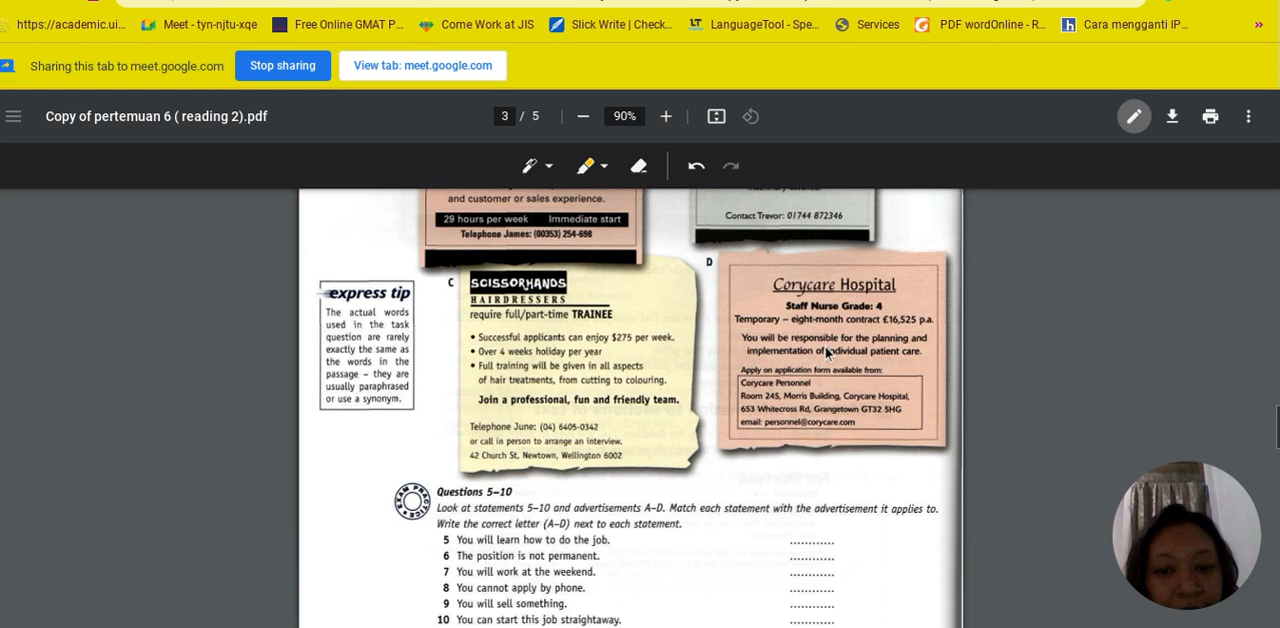 https://academic.ui...
Meet - tyn-njtu-xqe
Free Online GMAT P...
Come Work at JIS
Slick Write | Check...
LT
LanguageTool - Spe...
Services
PDF wordOnline - R...
h
Cara mengganti IP...
»
Sharing this tab to meet.google.com
Stop sharing
View tab: meet.google.com
Copy of pertemuan 6 ( reading 2).pdf
3 / 5
90%
and customer or sales experience.
29 hours per week Immediate start
Telephone James: (00353) 254-698
Contact Trevor: 01744 872346
express tip
The actual words
used in the task
question are rarely
exactly the same as
the words in the
passage – they are
usually paraphrased
or use a synonym.
C
SCISSORHANDS
HAIRDRESSERS
require full/part-time TRAINEE
• Successful applicants can enjoy $275 per week.
• Over 4 weeks holiday per year
• Full training will be given in all aspects
of hair treatments, from cutting to colouring.
Join a professional, fun and friendly team.
Telephone June: (04) 6405-0342
or call in person to arrange an interview.
42 Church St, Newtown, Wellington 6002
D
Corycare Hospital
Staff Nurse Grade: 4
Temporary – eight-month contract £16,525 p.a.
You will be responsible for the planning and
implementation of individual patient care.
Apply on application form available from:
Corycare Personnel
Room 245, Morris Building, Corycare Hospital,
653 Whitecross Rd, Grangetown GT32 5HG
email: personnel@corycare.com
EXAM PRACTICE
Questions 5–10
Look at statements 5–10 and advertisements A–D. Match each statement with the advertisement it applies to.
Write the correct letter (A–D) next to each statement.
5 You will learn how to do the job. ............
6 The position is not permanent. ............
7 You will work at the weekend. ............
8 You cannot apply by phone. ............
9 You will sell something. ............
10 You can start this job straightaway. ............